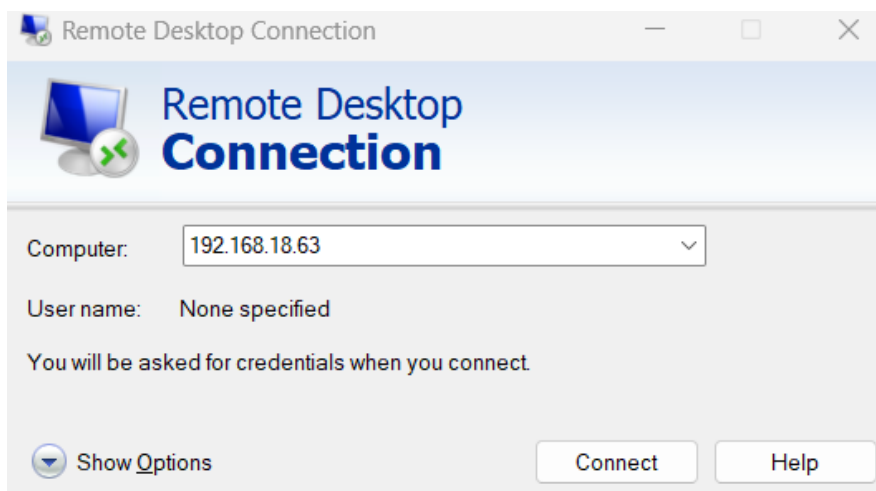 Remote Desktop Connection
Remote Desktop
Connection
Computer: 192.168.18.63
User name: None specified
You will be asked for credentials when you connect.
Show Options Connect Help